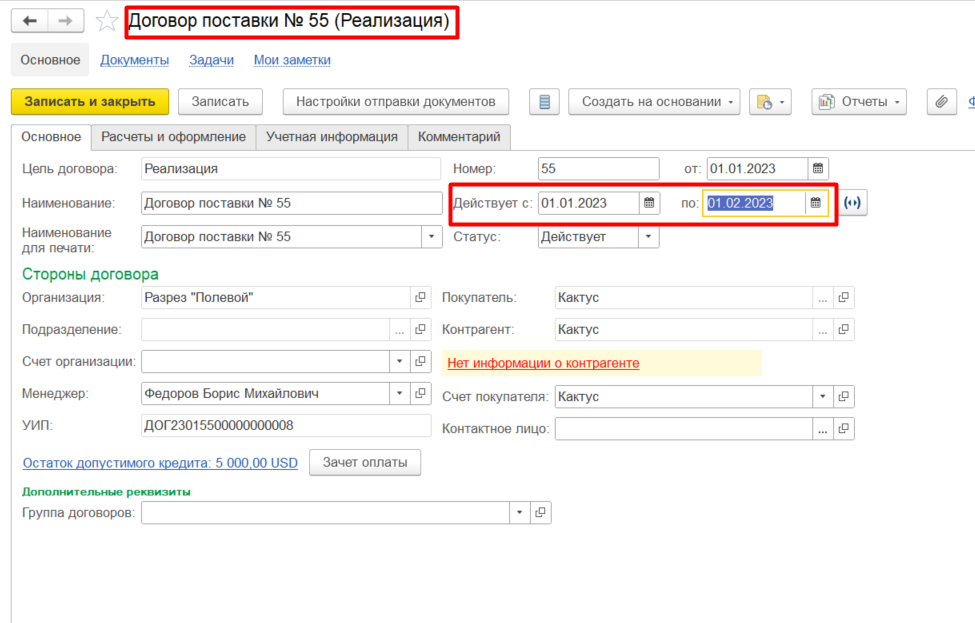 Договор поставки № 55 (Реализация)
Основное Документы Задачи Мои заметки
Записать и закрыть Записать Настройки отправки документов Создать на основании Отчеты
Основное Расчеты и оформление Учетная информация Комментарий
Цель договора: Реализация Номер: 55 от: 01.01.2023
Наименование: Договор поставки № 55 Действует с: 01.01.2023 по: 01.02.2023
Наименование для печати: Договор поставки № 55 Статус: Действует
Стороны договора
Организация: Разрез "Полевой" Покупатель: Кактус ...
Подразделение: ... Контрагент: Кактус ...
Счет организации: Нет информации о контрагенте
Менеджер: Федоров Борис Михайлович Счет покупателя: Кактус
УИП: ДОГ23015500000000008 Контактное лицо: ...
Остаток допустимого кредита: 5 000,00 USD Зачет оплаты
Дополнительные реквизиты
Группа договоров: